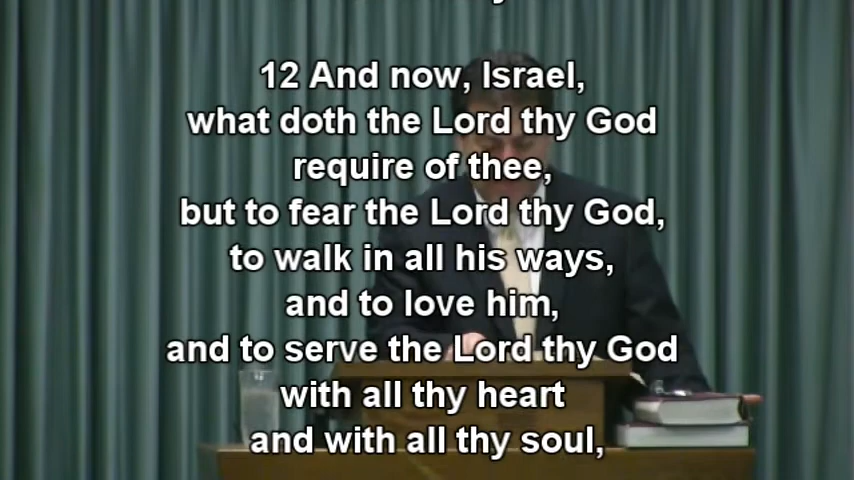 12 And now, Israel,
what doth the Lord thy God
require of thee,
but to fear the Lord thy God,
to walk in all his ways,
and to love him,
and to serve the Lord thy God
with all thy heart
and with all thy soul,